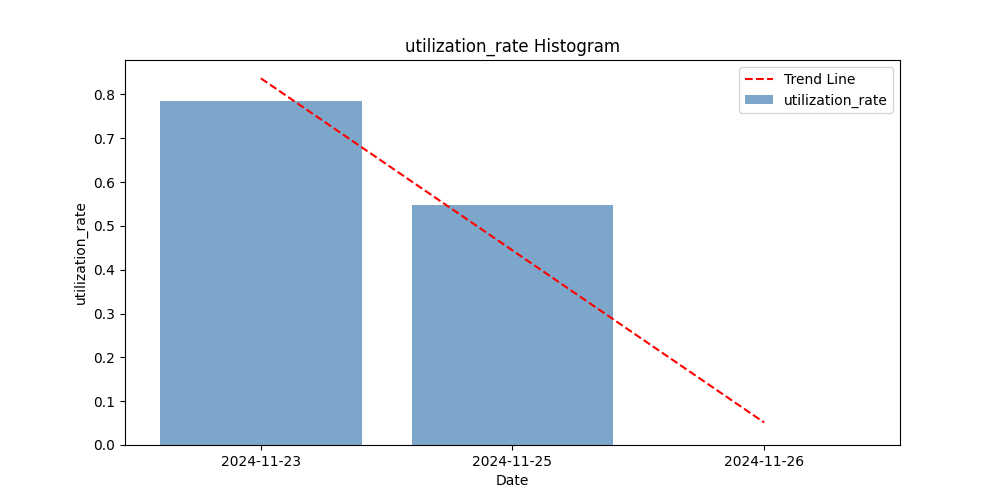 utilization_rate Histogram
Trend Line
utilization_rate
utilization_rate
0.8
0.7
0.6
0.5
0.4
0.3
0.2
0.1
0.0
2024-11-23
2024-11-25
2024-11-26
Date